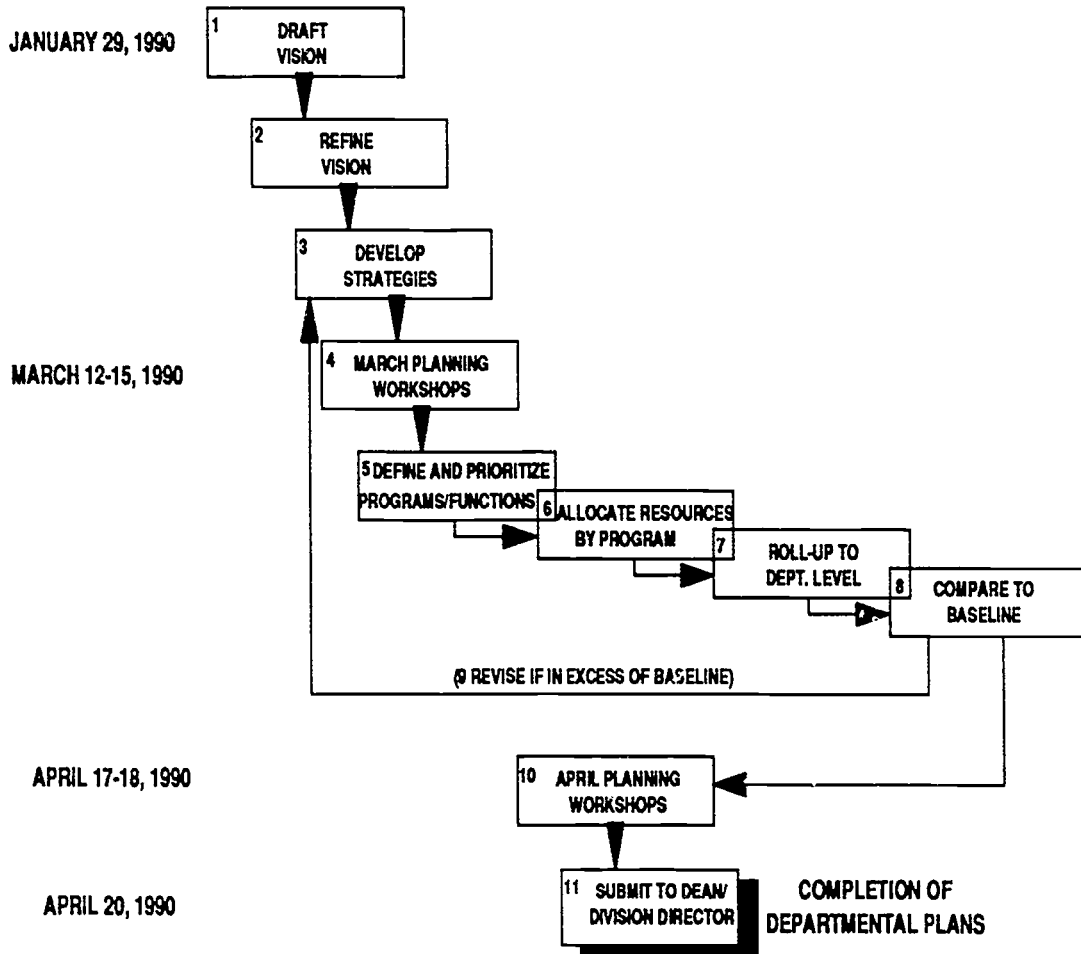 JANUARY 29, 1990
1
DRAFT
VISION
2
REFINE
VISION
3
DEVELOP
STRATEGIES
MARCH 12-15, 1990
4
MARCH PLANNING
WORKSHOPS
5 DEFINE AND PRIORITIZE
PROGRAMS/FUNCTIONS
6
ALLOCATE RESOURCES
BY PROGRAM
7
ROLL-UP TO
DEPT. LEVEL
8
COMPARE TO
BASELINE
(9 REVISE IF IN EXCESS OF BASELINE)
APRIL 17-18, 1990
10
APRIL PLANNING
WORKSHOPS
APRIL 20, 1990
11
SUBMIT TO DEAN/
DIVISION DIRECTOR
COMPLETION OF
DEPARTMENTAL PLANS